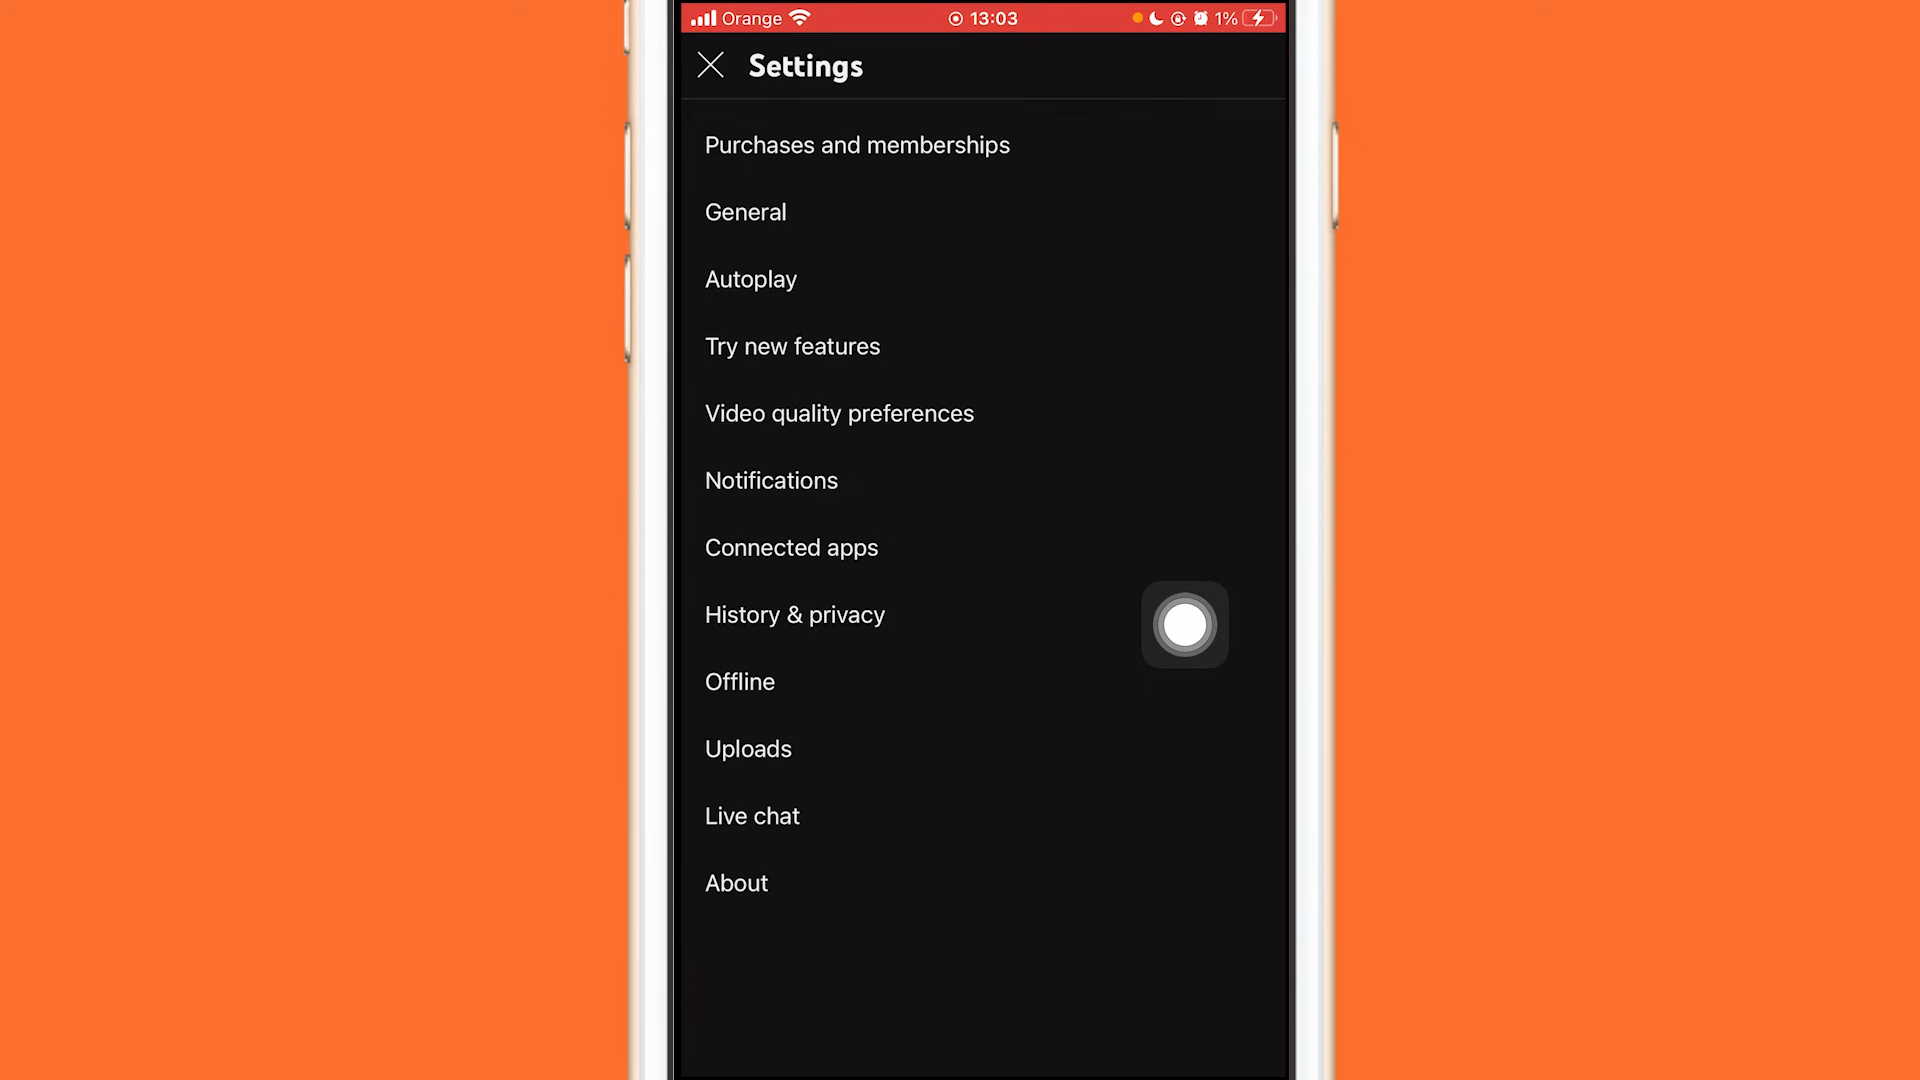 Orange 13:03 1%
Settings
Purchases and memberships
General
Autoplay
Try new features
Video quality preferences
Notifications
Connected apps
History & privacy
Offline
Uploads
Live chat
About